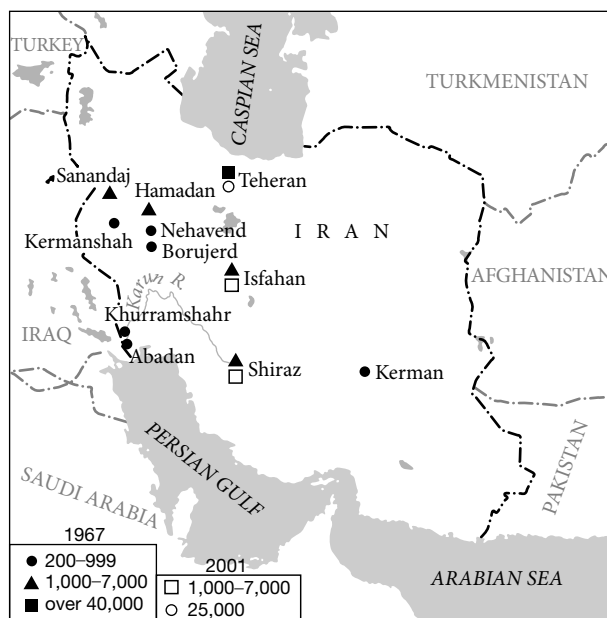 TURKEY
CASPIAN SEA
TURKMENISTAN
Sanandaj
Teheran
Hamadan
Nehavend
I R A N
Kermanshah
Borujerd
AFGHANISTAN
Isfahan
Karun R
Khurramshahr
IRAQ
Abadan
Shiraz
Kerman
PERSIAN GULF
PAKISTAN
SAUDI ARABIA
ARABIAN SEA
1967
200–999
1,000–7,000
over 40,000
2001
1,000–7,000
25,000